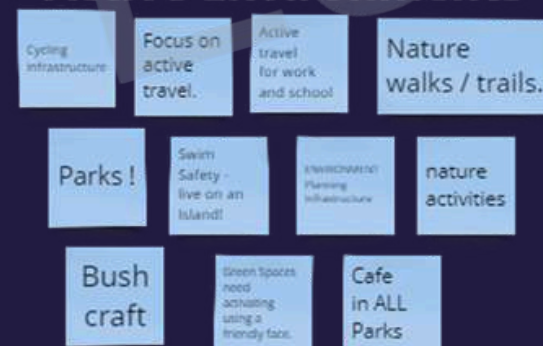 Cycling
infrastructure
Focus on
active
travel.
Active
travel
for work
and school
Nature
walks / trails.
Parks !
Swim
Safety -
live on an
Island!
ENVIRONMENT
Planning
Infrastructure
nature
activities
Bush
craft
Green Spaces
need
activating
using a
friendly face.
Cafe
in ALL
Parks